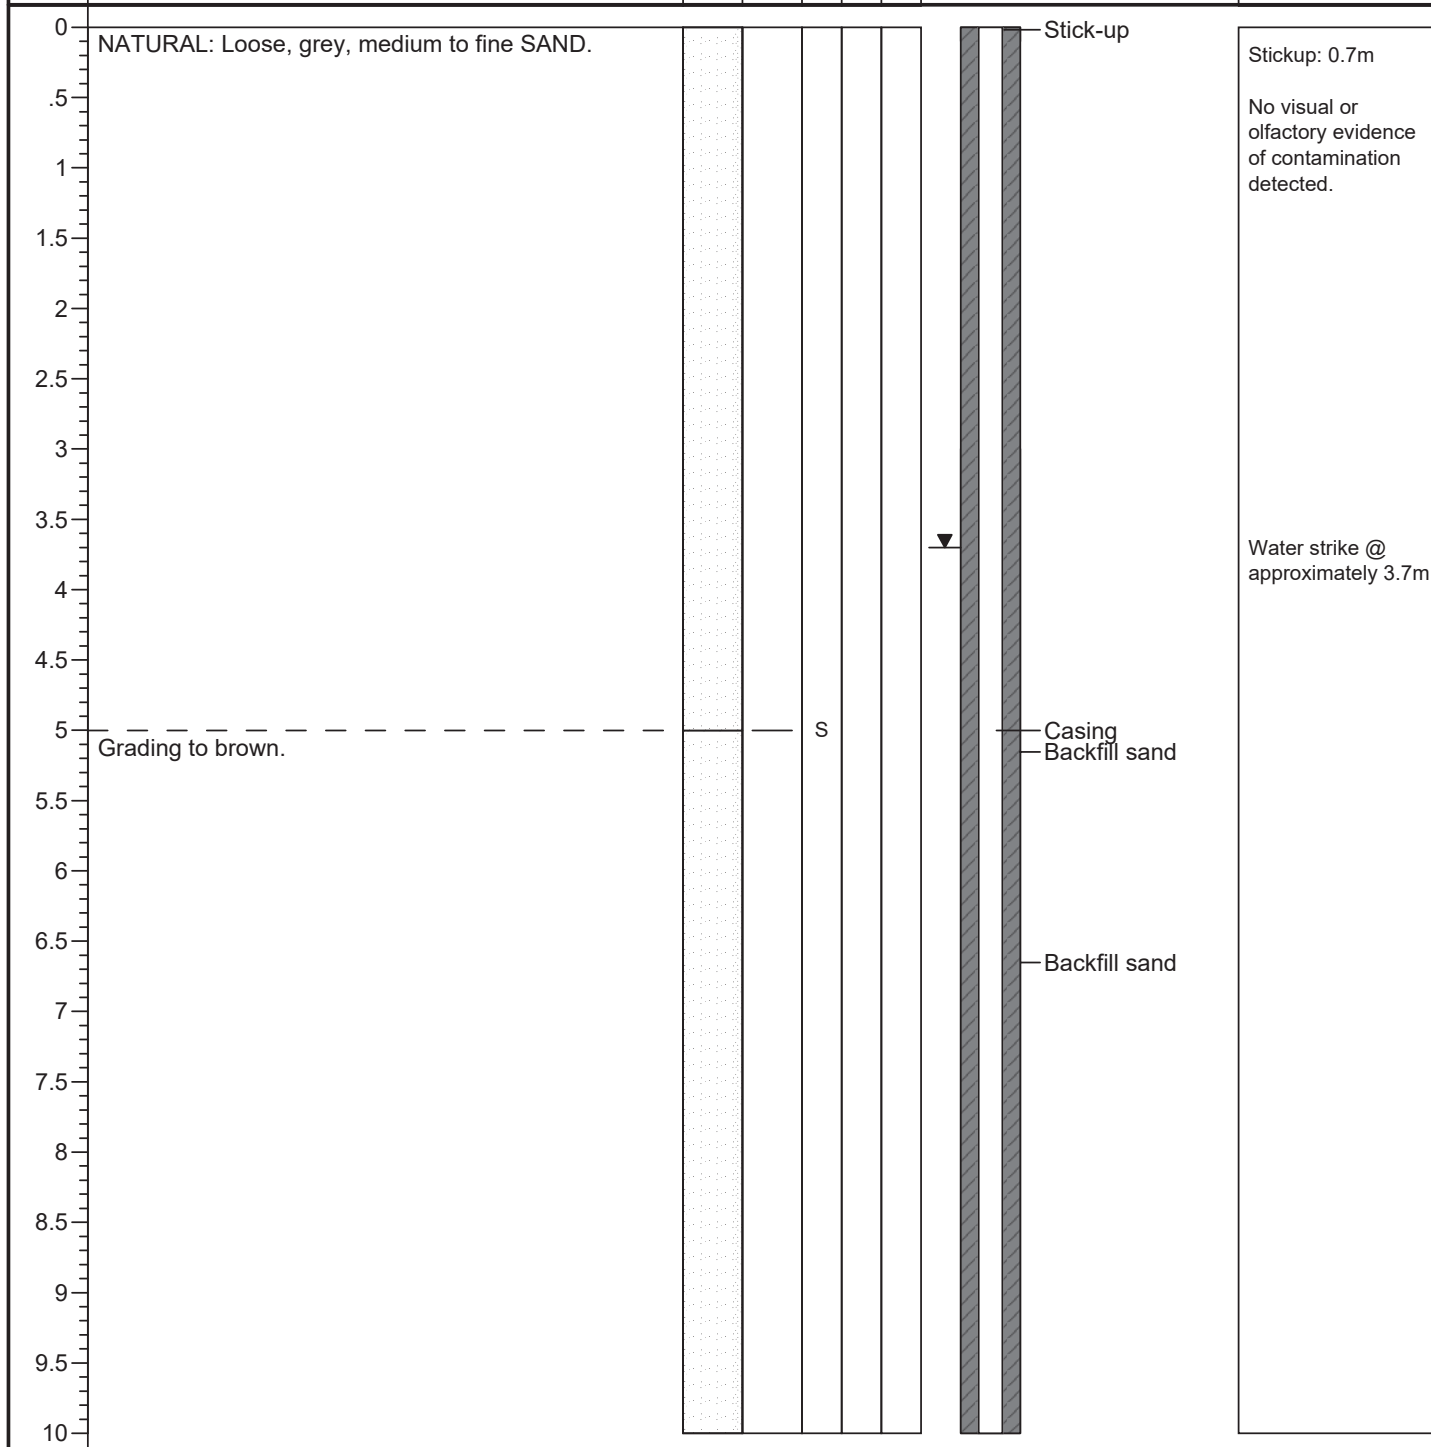 0
NATURAL: Loose, grey, medium to fine SAND.
Stick-up
Stickup: 0.7m
.5
No visual or
olfactory evidence
of contamination
detected.
1
1.5
2
2.5
3
3.5
Water strike @
approximately 3.7m
4
4.5
5
S
Casing
Grading to brown.
Backfill sand
5.5
6
6.5
Backfill sand
7
7.5
8
8.5
9
9.5
10